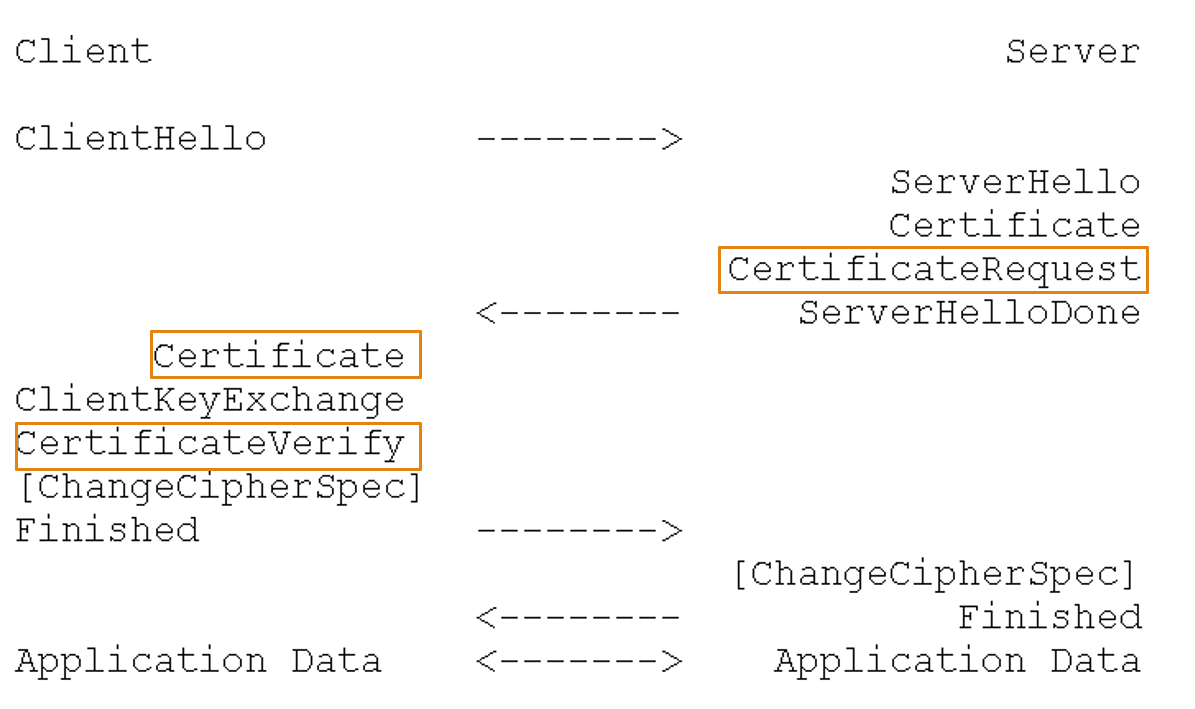 Client Server
ClientHello -------->
ServerHello
Certificate
CertificateRequest
<-------- ServerHelloDone
Certificate
ClientKeyExchange
CertificateVerify
[ChangeCipherSpec]
Finished -------->
[ChangeCipherSpec]
<-------- Finished
Application Data <-------> Application Data